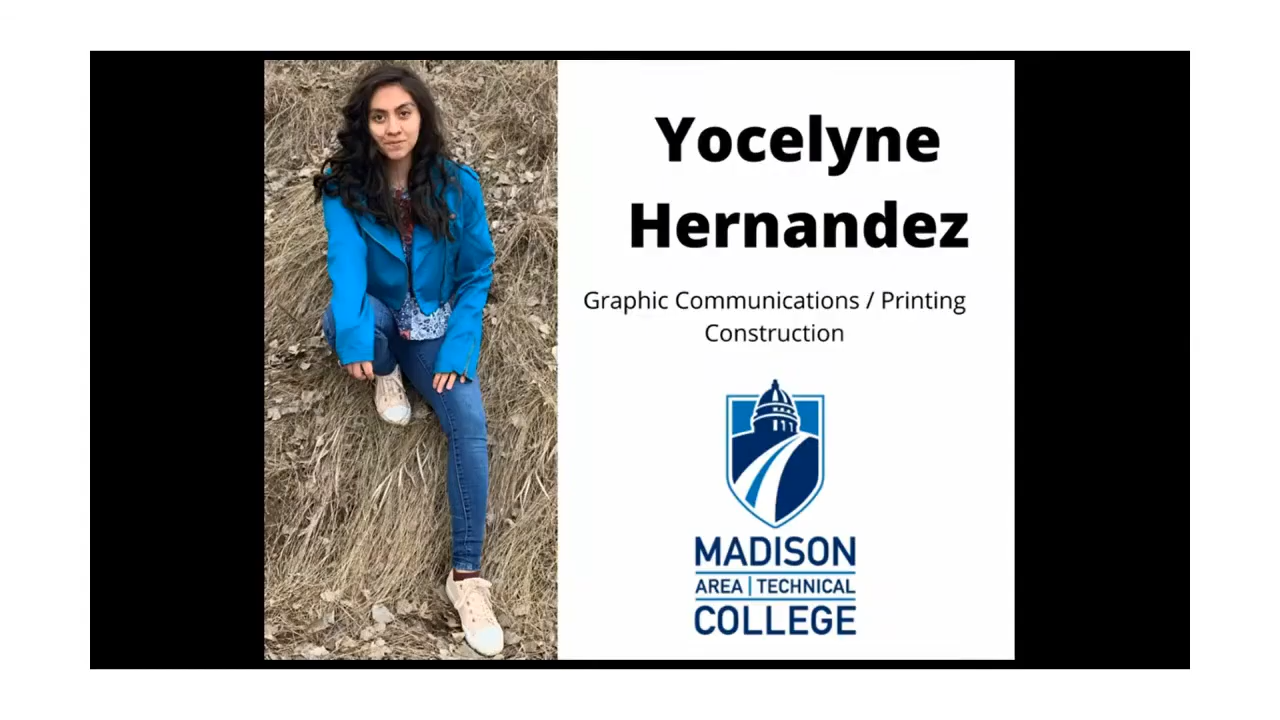 Yocelyne
Hernandez
Graphic Communications / Printing
Construction
MADISON
AREA | TECHNICAL
COLLEGE